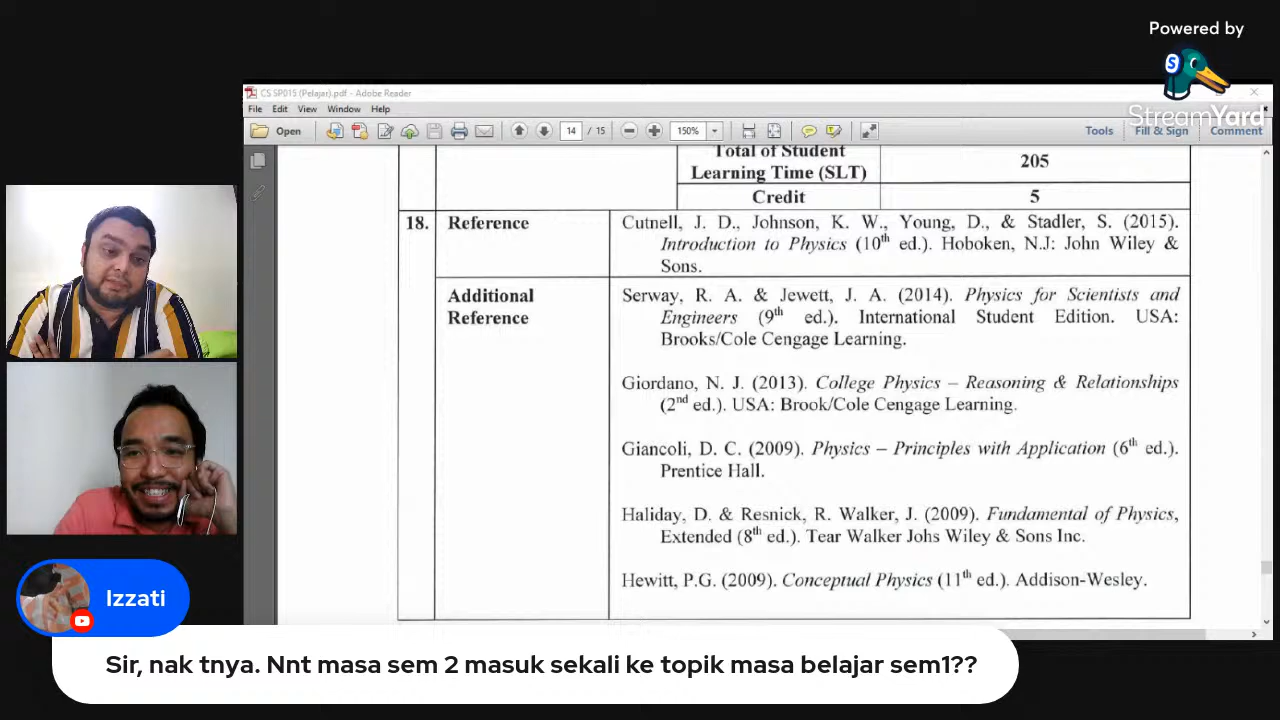 Powered by
S
StreamYard
CS SP015 (Pelajar).pdf - Adobe Reader
File Edit View Window Help
Open 14 / 15 150% Tools Fill & Sign Comment
Total of Student
Learning Time (SLT)
205
Credit
5
18. Reference
Cutnell, J. D., Johnson, K. W., Young, D., & Stadler, S. (2015).
Introduction to Physics (10th ed.). Hoboken, N.J: John Wiley &
Sons.
Additional
Reference
Serway, R. A. & Jewett, J. A. (2014). Physics for Scientists and
Engineers (9th ed.). International Student Edition. USA:
Brooks/Cole Cengage Learning.
Giordano, N. J. (2013). College Physics – Reasoning & Relationships
(2nd ed.). USA: Brook/Cole Cengage Learning.
Giancoli, D. C. (2009). Physics – Principles with Application (6th ed.).
Prentice Hall.
Haliday, D. & Resnick, R. Walker, J. (2009). Fundamental of Physics,
Extended (8th ed.). Tear Walker Johs Wiley & Sons Inc.
Hewitt, P.G. (2009). Conceptual Physics (11th ed.). Addison-Wesley.
Izzati
Sir, nak tnya. Nnt masa sem 2 masuk sekali ke topik masa belajar sem1??